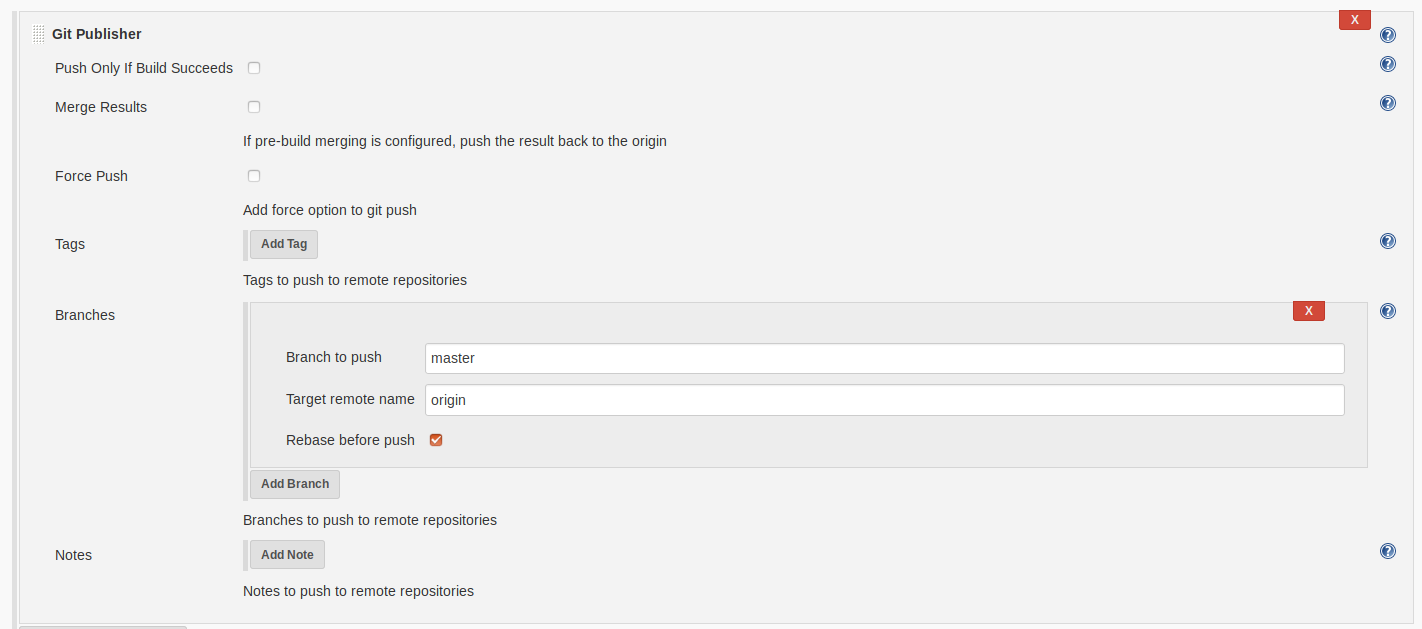 X
Git Publisher
?
Push Only If Build Succeeds
?
Merge Results
?
If pre-build merging is configured, push the result back to the origin
Force Push
Add force option to git push
Tags
Add Tag
?
Tags to push to remote repositories
Branches
X
?
Branch to push
master
Target remote name
origin
Rebase before push
Add Branch
Branches to push to remote repositories
Notes
Add Note
?
Notes to push to remote repositories